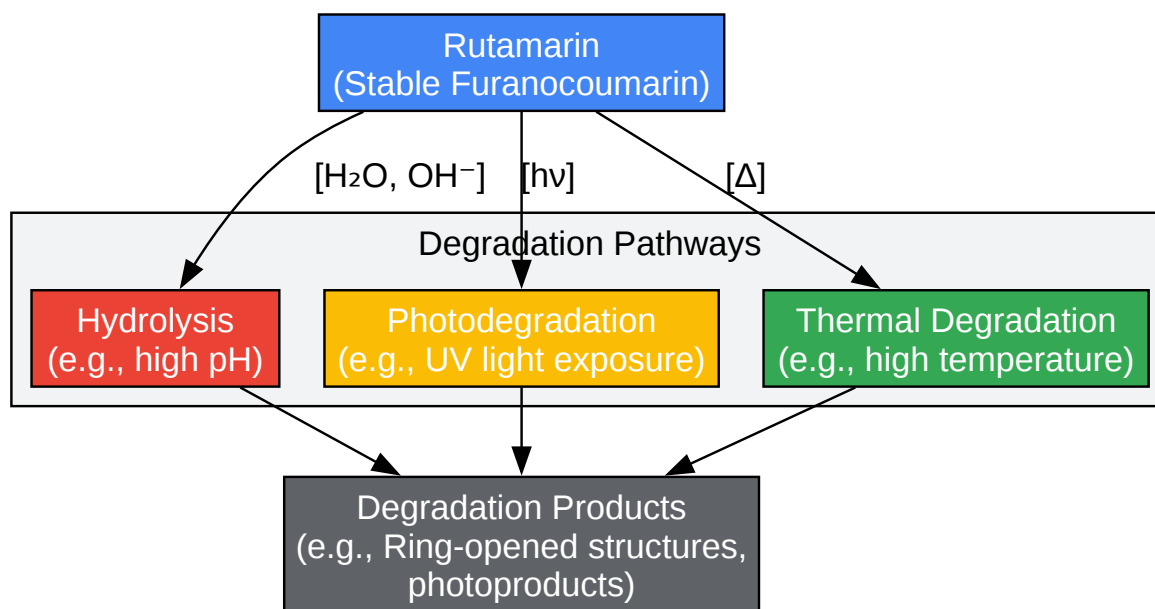 Rutamarin
(Stable Furanocoumarin)
[H₂O, OH⁻]
[hν]
[Δ]
Degradation Pathways
Hydrolysis
(e.g., high pH)
Photodegradation
(e.g., UV light exposure)
Thermal Degradation
(e.g., high temperature)
Degradation Products
(e.g., Ring-opened structures,
photoproducts)